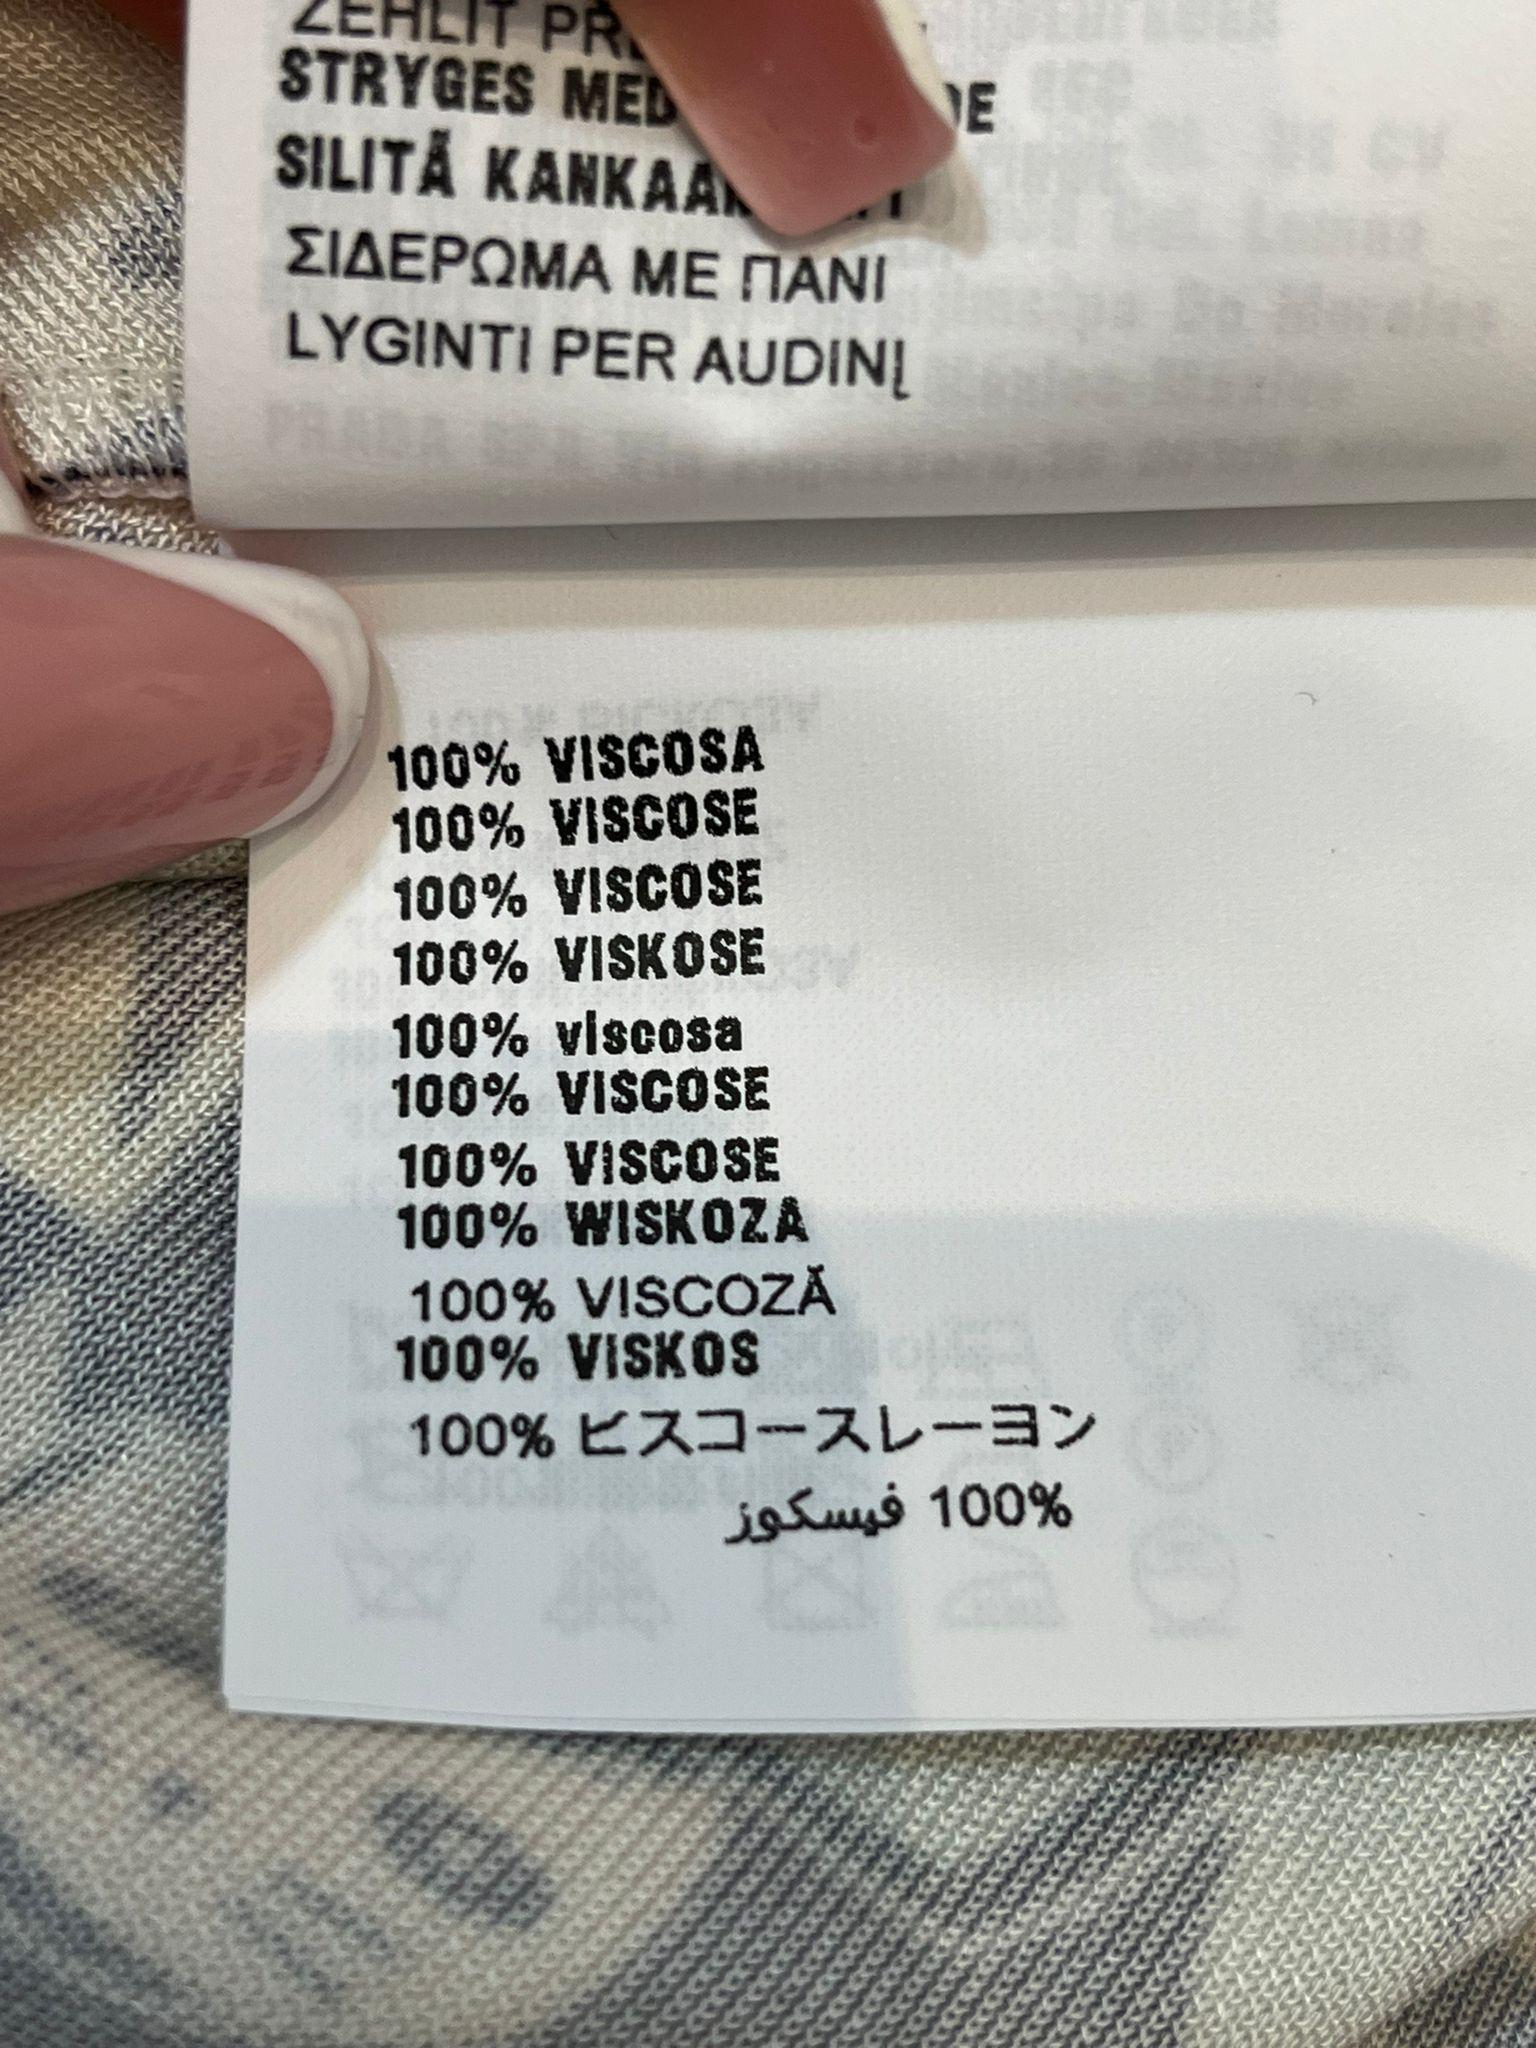 ŽEHLIT
STRYGES MED
SILITÄ
ΣΙΔΕΡΩΜΑ ΜΕ ΠΑΝΙ
LYGINTI PER AUDINĮ
100% VISCOSA
100% VISCOSE
100% VISCOSE
100% VISKOSE
100% viscosa
100% VISCOSE
100% VISCOSE
100% WISKOZA
100% VISCOZĂ
100% VISKOS
100% ビスコースレーヨン
100% فيسكوز